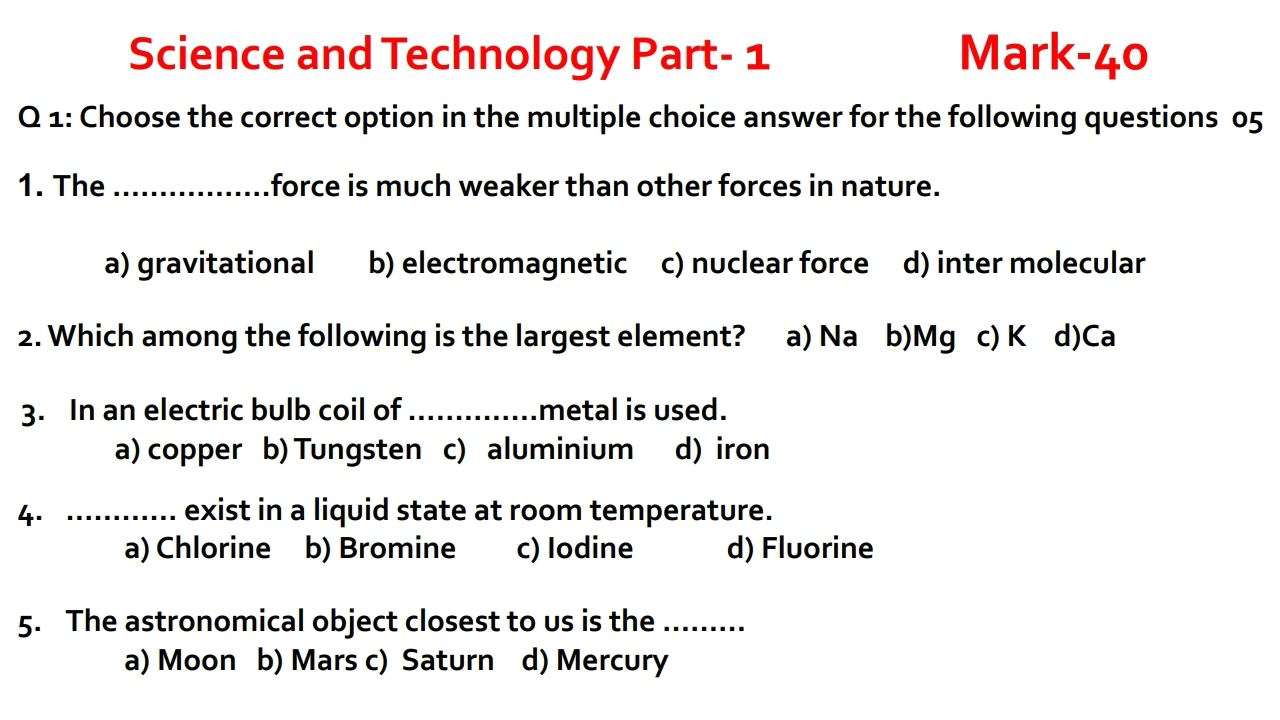 Science and Technology Part- 1 Mark-40
Q 1: Choose the correct option in the multiple choice answer for the following questions 05
1. The .................force is much weaker than other forces in nature.
a) gravitational b) electromagnetic c) nuclear force d) inter molecular
2. Which among the following is the largest element? a) Na b)Mg c) K d)Ca
3. In an electric bulb coil of ..............metal is used.
a) copper b) Tungsten c) aluminium d) iron
4. ............ exist in a liquid state at room temperature.
a) Chlorine b) Bromine c) Iodine d) Fluorine
5. The astronomical object closest to us is the .........
a) Moon b) Mars c) Saturn d) Mercury